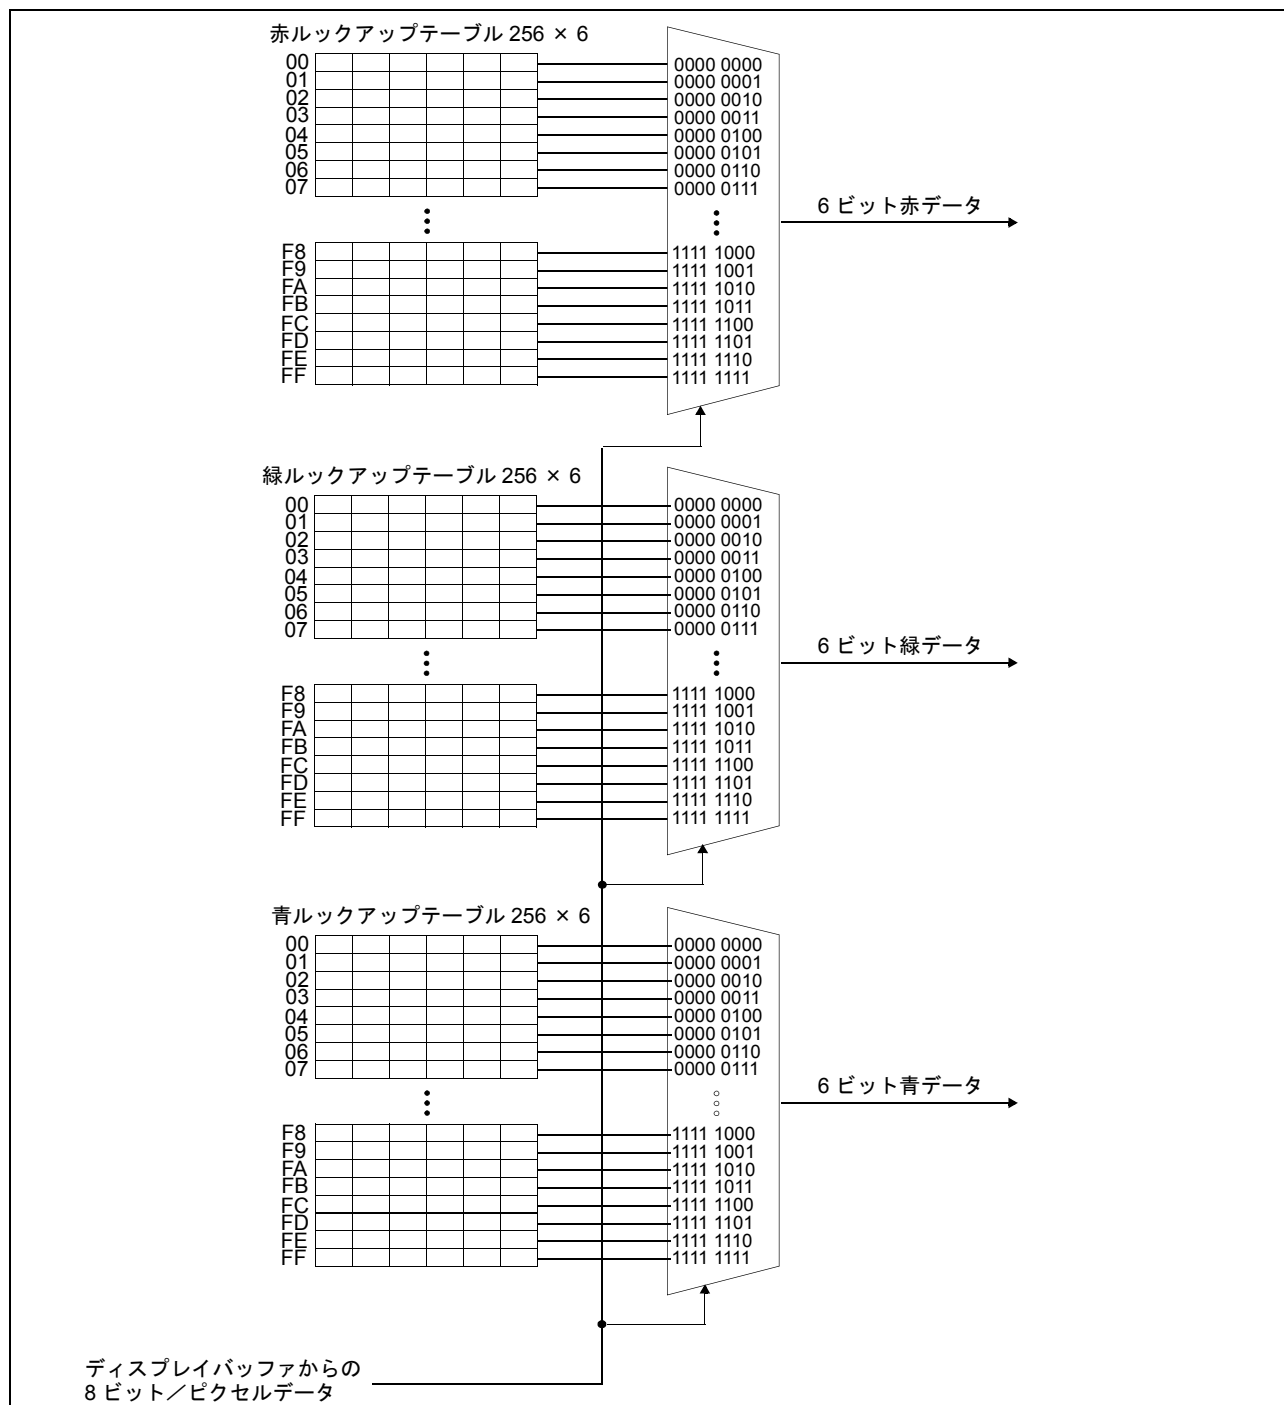 赤ルックアップテーブル 256 × 6
00 0000 0000
01 0000 0001
02 0000 0010
03 0000 0011
04 0000 0100
05 0000 0101
06 0000 0110
07 0000 0111
6 ビット赤データ
F8 1111 1000
F9 1111 1001
FA 1111 1010
FB 1111 1011
FC 1111 1100
FD 1111 1101
FE 1111 1110
FF 1111 1111
緑ルックアップテーブル 256 × 6
00 0000 0000
01 0000 0001
02 0000 0010
03 0000 0011
04 0000 0100
05 0000 0101
06 0000 0110
07 0000 0111
6 ビット緑データ
F8 1111 1000
F9 1111 1001
FA 1111 1010
FB 1111 1011
FC 1111 1100
FD 1111 1101
FE 1111 1110
FF 1111 1111
青ルックアップテーブル 256 × 6
00 0000 0000
01 0000 0001
02 0000 0010
03 0000 0011
04 0000 0100
05 0000 0101
06 0000 0110
07 0000 0111
6 ビット青データ
F8 1111 1000
F9 1111 1001
FA 1111 1010
FB 1111 1011
FC 1111 1100
FD 1111 1101
FE 1111 1110
FF 1111 1111
ディスプレイバッファからの
8 ビット／ピクセルデータ